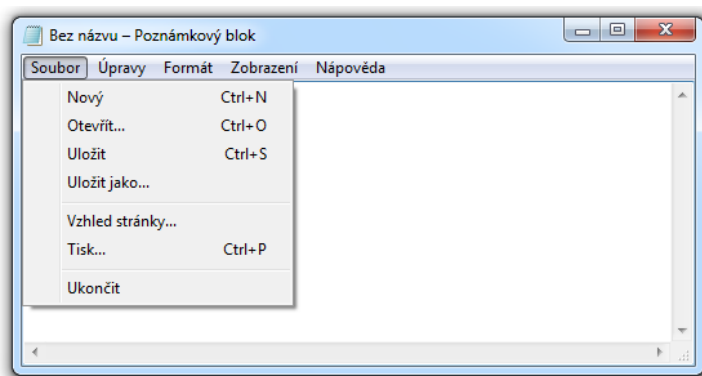 Bez názvu – Poznámkový blok
Soubor Úpravy Formát Zobrazení Nápověda
Nový Ctrl+N
Otevřít... Ctrl+O
Uložit Ctrl+S
Uložit jako...
Vzhled stránky...
Tisk... Ctrl+P
Ukončit